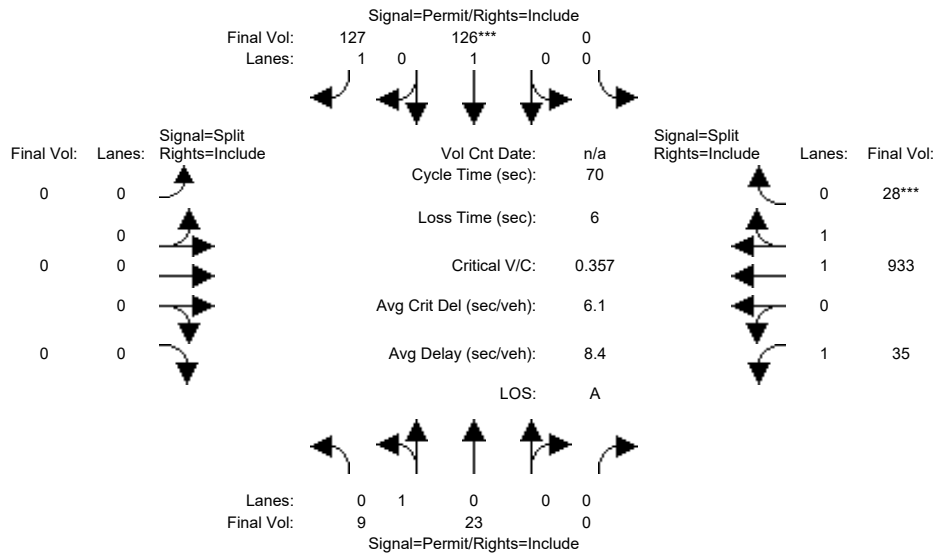 Signal=Permit/Rights=Include
Final Vol: 127 126*** 0
Lanes: 1 0 1 0 0
Signal=Split
Final Vol: Lanes: Rights=Include
Vol Cnt Date: n/a
Signal=Split
Rights=Include Lanes: Final Vol:
Cycle Time (sec): 70
0 0
0 28***
Loss Time (sec): 6
0
1
0 0
Critical V/C: 0.357
1 933
0
Avg Crit Del (sec/veh): 6.1
0
0 0
Avg Delay (sec/veh): 8.4
1 35
LOS: A
Lanes: 0 1 0 0 0
Final Vol: 9 23 0
Signal=Permit/Rights=Include